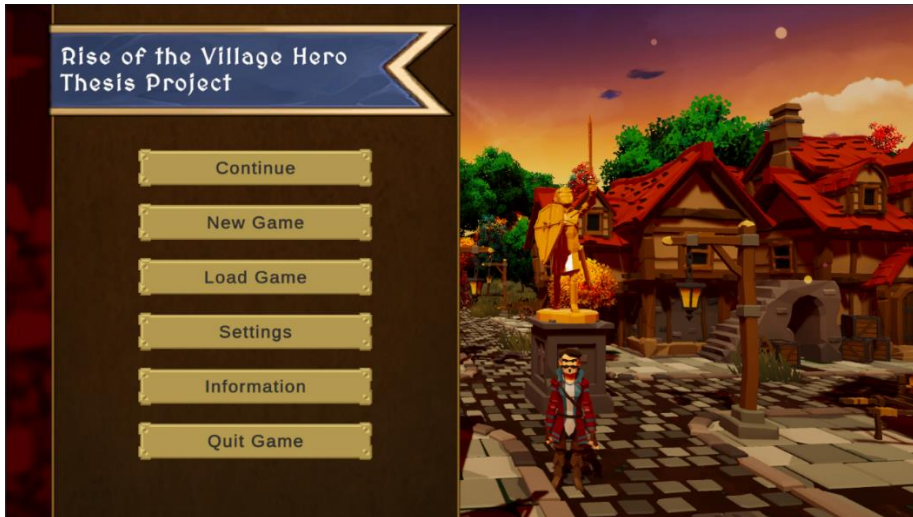 Rise of the Village Hero
Thesis Project
Continue
New Game
Load Game
Settings
Information
Quit Game